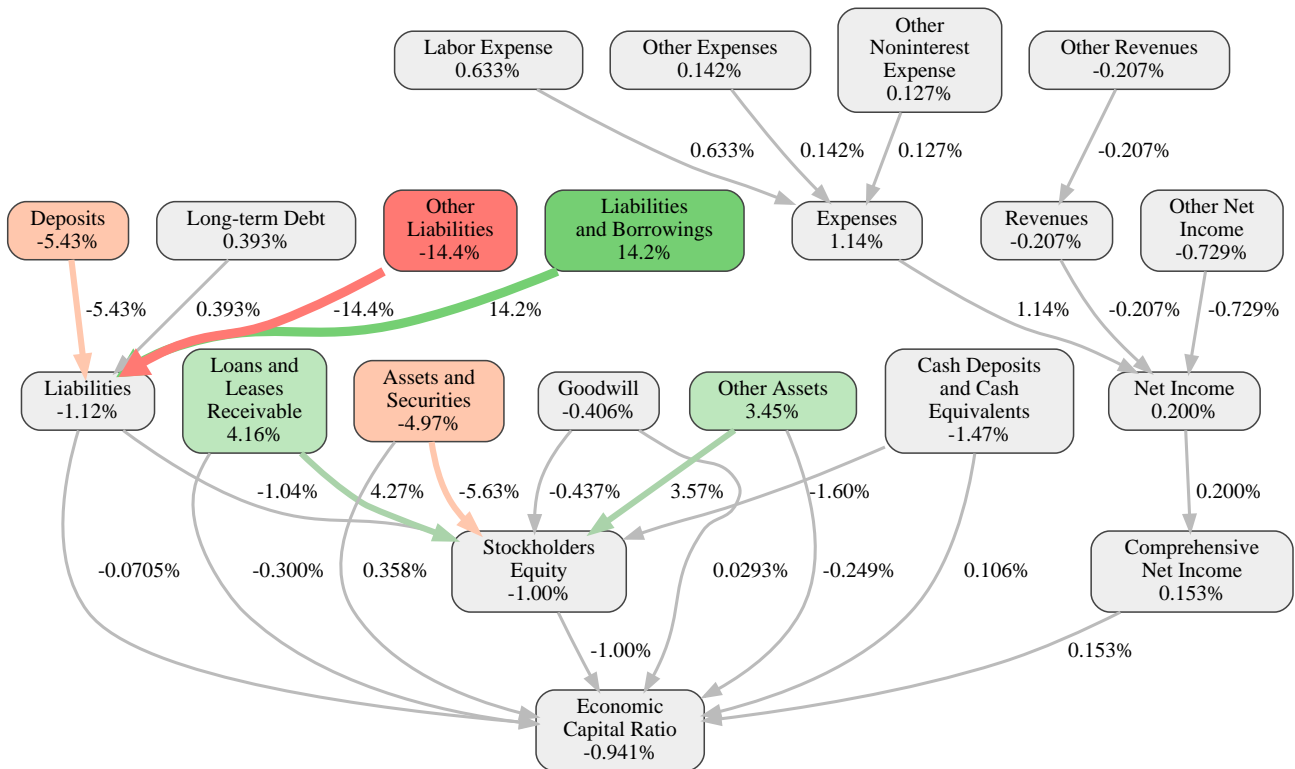 Labor Expense
0.633%
Other Expenses
0.142%
Other
Noninterest
Expense
0.127%
Other Revenues
-0.207%
0.633%
0.142%
0.127%
-0.207%
Deposits
-5.43%
Long-term Debt
0.393%
Other
Liabilities
-14.4%
Liabilities
and Borrowings
14.2%
Expenses
1.14%
Revenues
-0.207%
Other Net
Income
-0.729%
-5.43%
0.393%
-14.4%
14.2%
1.14%
-0.207%
-0.729%
Liabilities
-1.12%
Loans and
Leases
Receivable
4.16%
Assets and
Securities
-4.97%
Goodwill
-0.406%
Other Assets
3.45%
Cash Deposits
and Cash
Equivalents
-1.47%
Net Income
0.200%
-1.04%
4.27%
-5.63%
-0.437%
3.57%
-1.60%
0.200%
-0.0705%
-0.300%
0.358%
Stockholders
Equity
-1.00%
0.0293%
-0.249%
0.106%
Comprehensive
Net Income
0.153%
-1.00%
0.153%
Economic
Capital Ratio
-0.941%